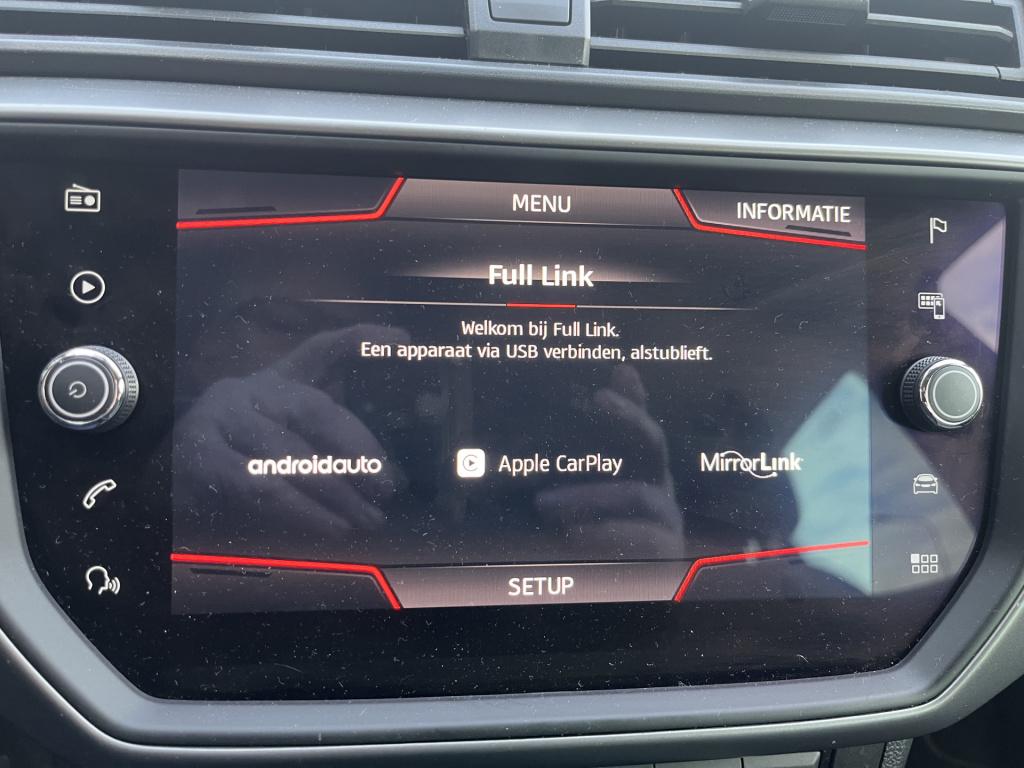 MENU
INFORMATIE
Full Link
Welkom bij Full Link.
Een apparaat via USB verbinden, alstublieft.
androidauto
Apple CarPlay
MirrorLink
SETUP